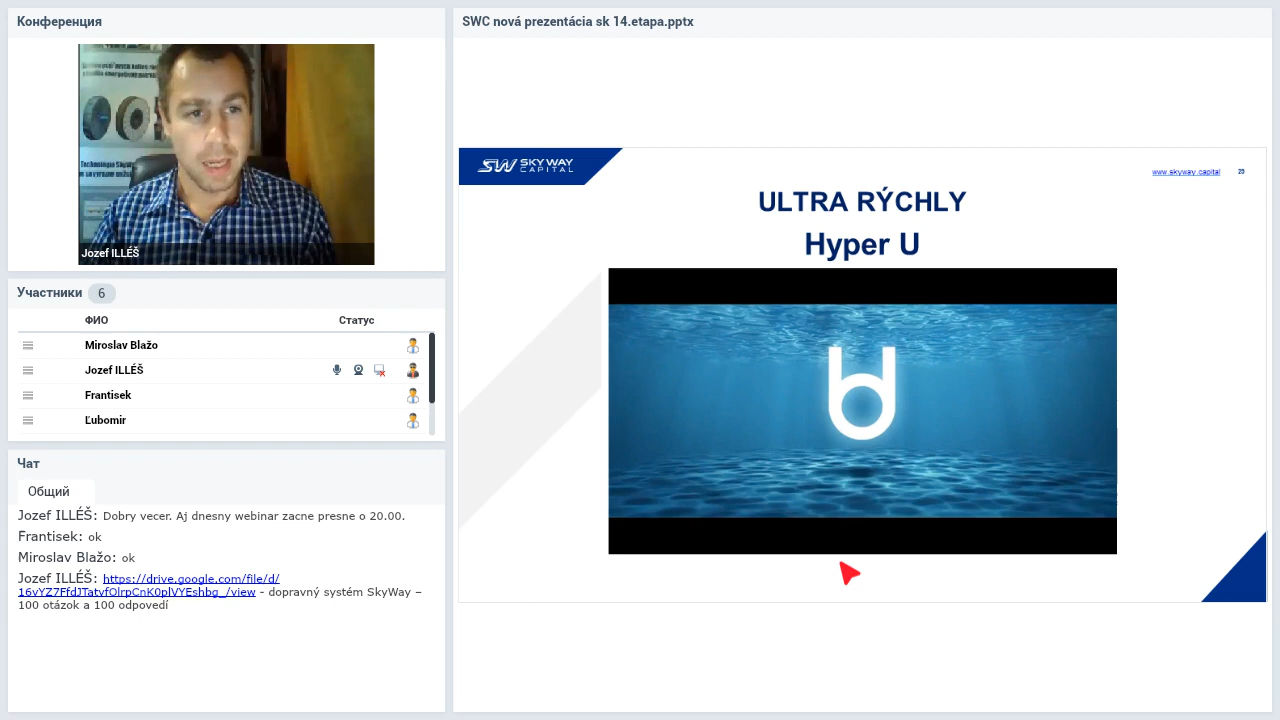 Конференция
Jozef ILLÉŠ
Участники 6
ФИО Статус
Miroslav Blažo
Jozef ILLÉŠ
Frantisek
Ľubomir
Чат
Общий
Jozef ILLÉŠ: Dobry vecer. Aj dnesny webinar zacne presne o 20.00.
Frantisek: ok
Miroslav Blažo: ok
Jozef ILLÉŠ: https://drive.google.com/file/d/
16vYZ7FfdJTatvfOlrpCnK0plVYEshbg_/view - dopravný systém SkyWay –
100 otázok a 100 odpovedí
SWC nová prezentácia sk 14.etapa.pptx
SW SKY WAY
CAPITAL
www.skyway.capital
ULTRA RÝCHLY
Hyper U